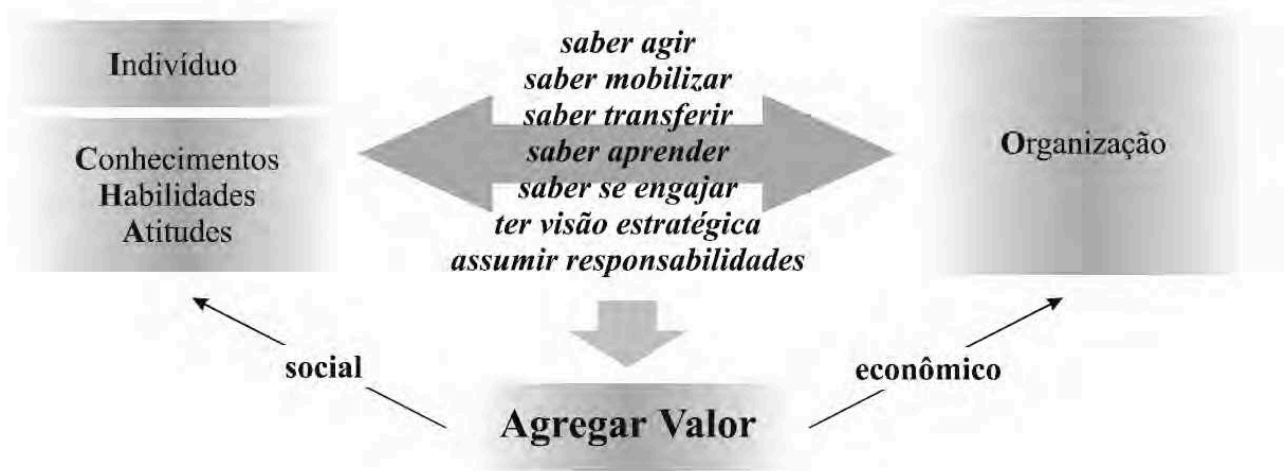 Indivíduo
Conhecimentos
Habilidades
Atitudes
saber agir
saber mobilizar
saber transferir
saber aprender
saber se engajar
ter visão estratégica
assumir responsabilidades
Organização
social
econômico
Agregar Valor